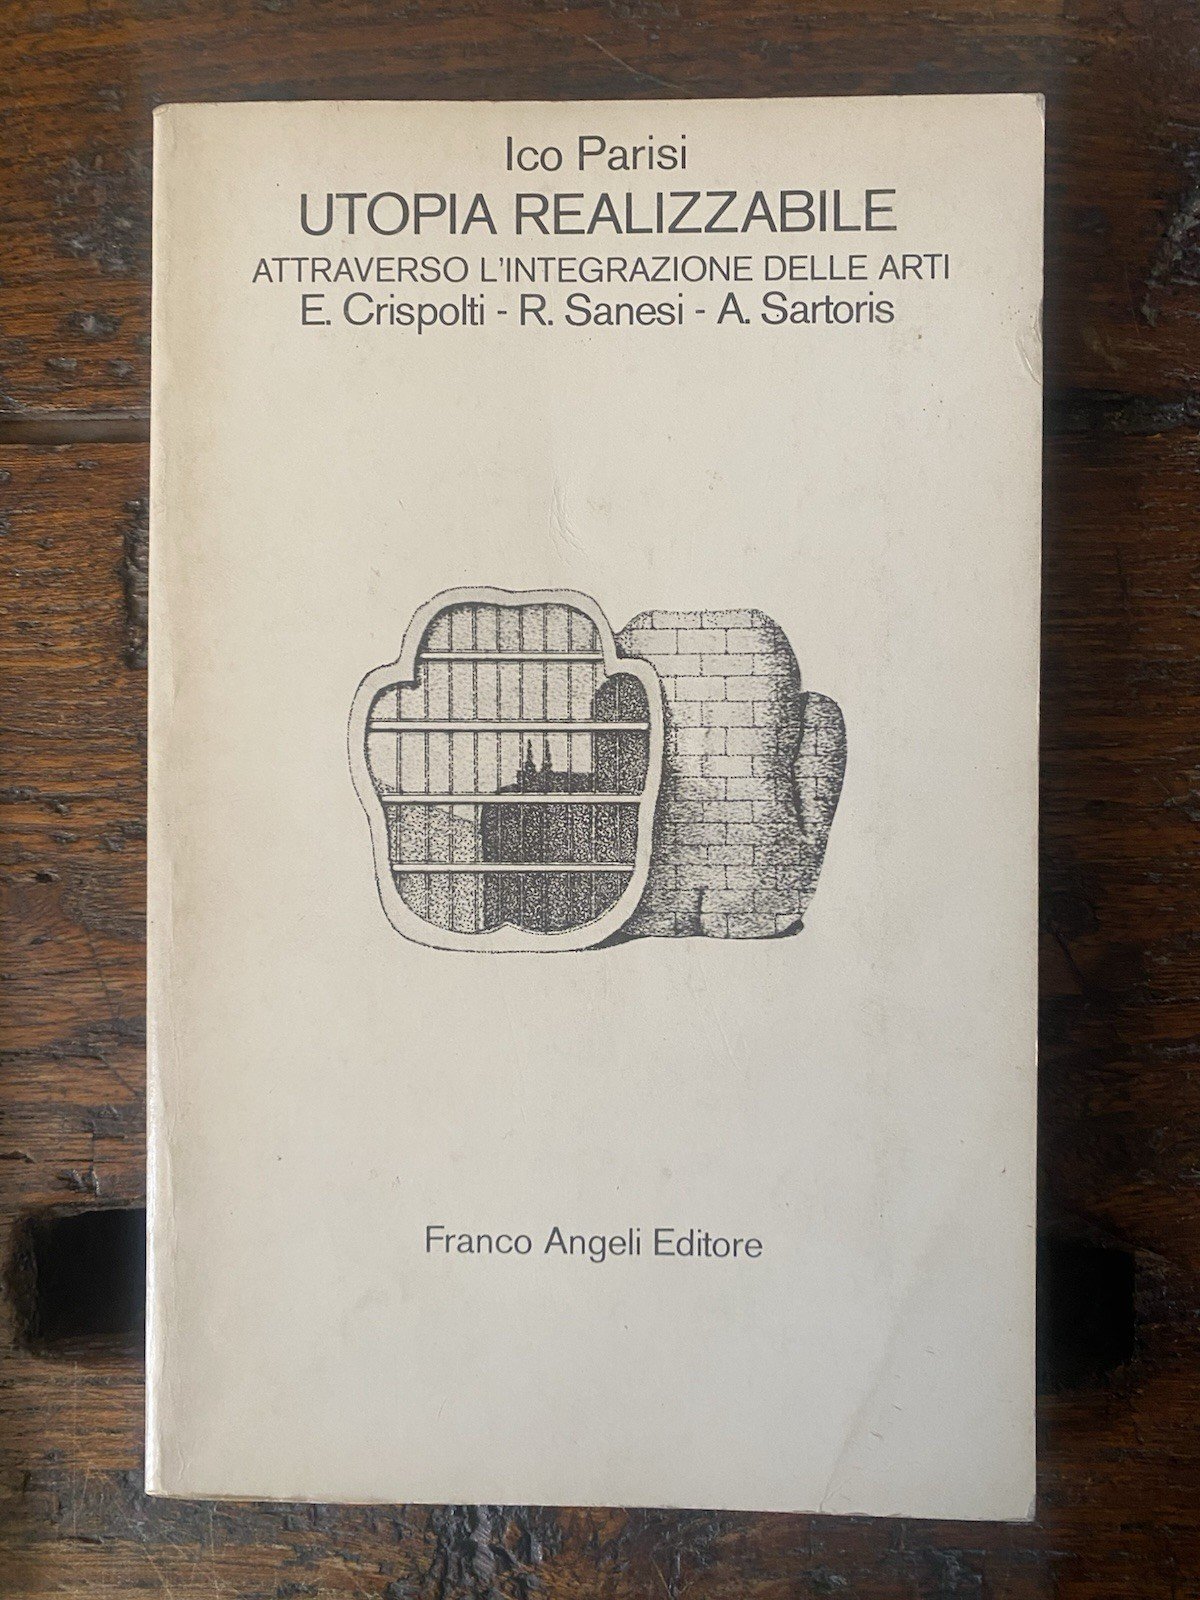 Ico Parisi
UTOPIA REALIZZABILE
ATTRAVERSO L'INTEGRAZIONE DELLE ARTI
E. Crispolti - R. Sanesi - A. Sartoris
Franco Angeli Editore